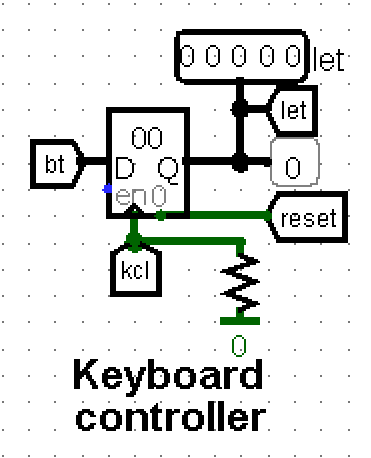 0 0 0 0 0 let
let
00
bt
D Q
0
en 0
reset
kcl
0
Keyboard
controller